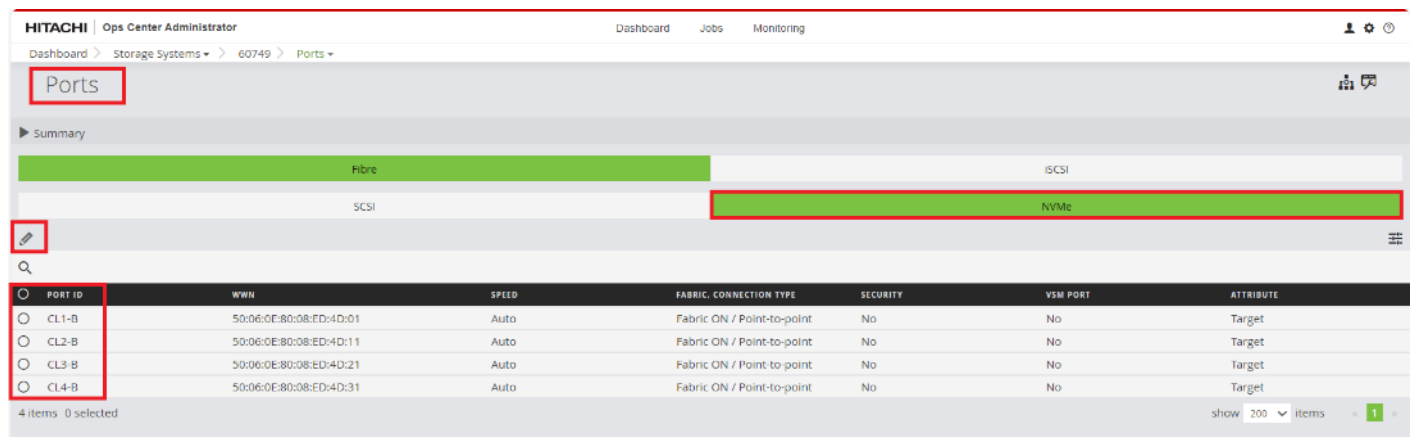 HITACHI Ops Center Administrator Dashboard Jobs Monitoring
Dashboard Storage Systems 60749 Ports
Ports
Summary
Fibre iSCSI
SCSI NVMe
PORT ID WWN SPEED FABRIC, CONNECTION TYPE SECURITY VSM PORT ATTRIBUTE
CL1-B 50:06:0E:80:08:ED:4D:01 Auto Fabric ON / Point-to-point No No Target
CL2-B 50:06:0E:80:08:ED:4D:11 Auto Fabric ON / Point-to-point No No Target
CL3-B 50:06:0E:80:08:ED:4D:21 Auto Fabric ON / Point-to-point No No Target
CL4-B 50:06:0E:80:08:ED:4D:31 Auto Fabric ON / Point-to-point No No Target
4 items 0 selected show 200 items 1